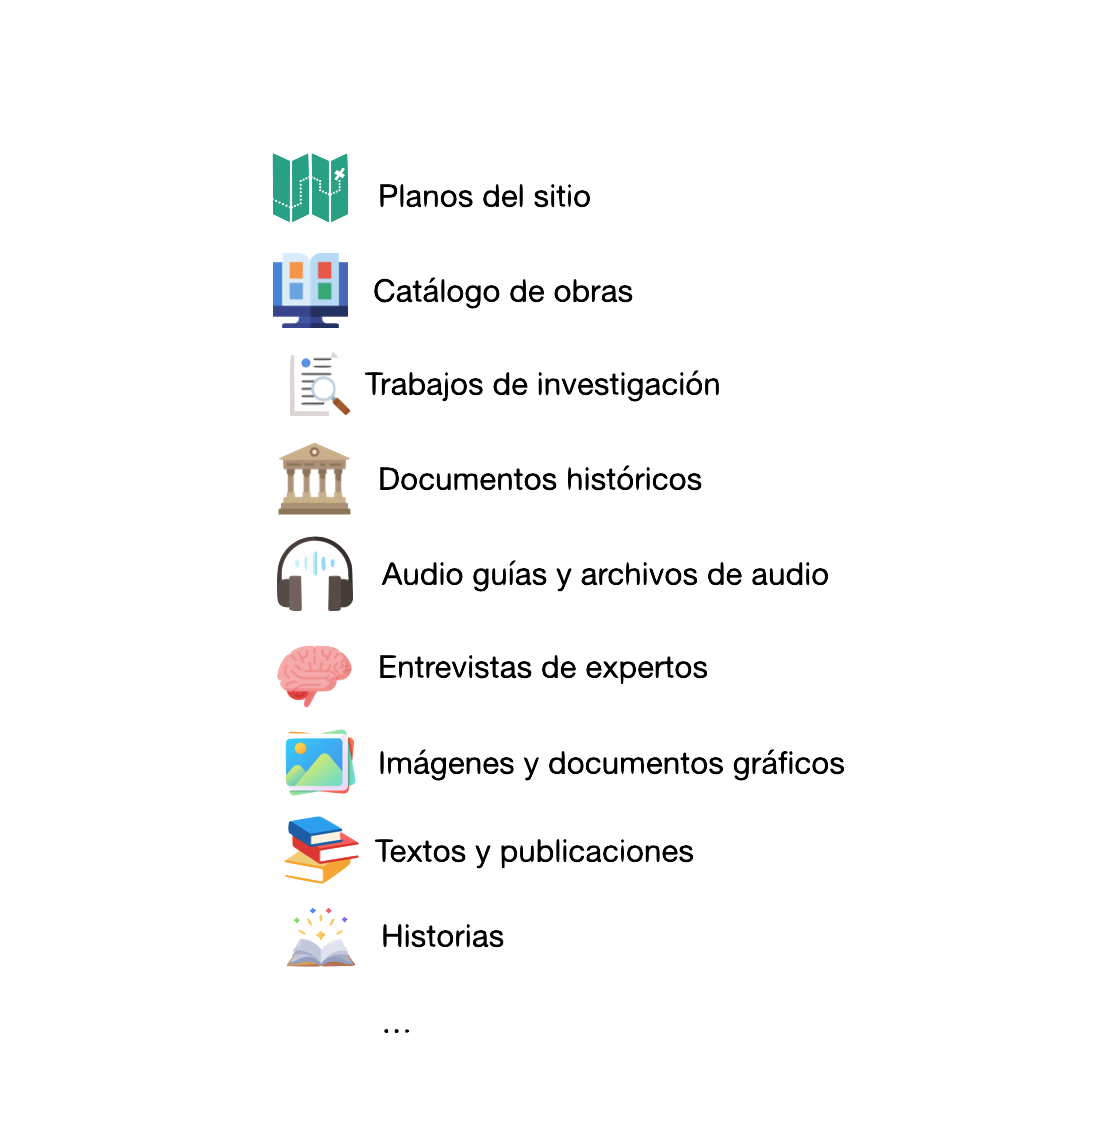 Planos del sitio
Catálogo de obras
Trabajos de investigación
Documentos históricos
Audio guías y archivos de audio
Entrevistas de expertos
Imágenes y documentos gráficos
Textos y publicaciones
Historias
...